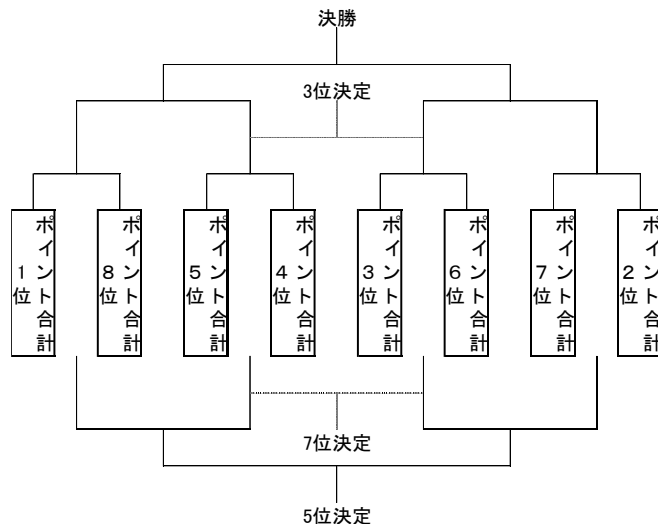 決勝
3位決定
ポイント合計
1位
ポイント合計
8位
ポイント合計
5位
ポイント合計
4位
ポイント合計
3位
ポイント合計
6位
ポイント合計
7位
ポイント合計
2位
7位決定
5位決定